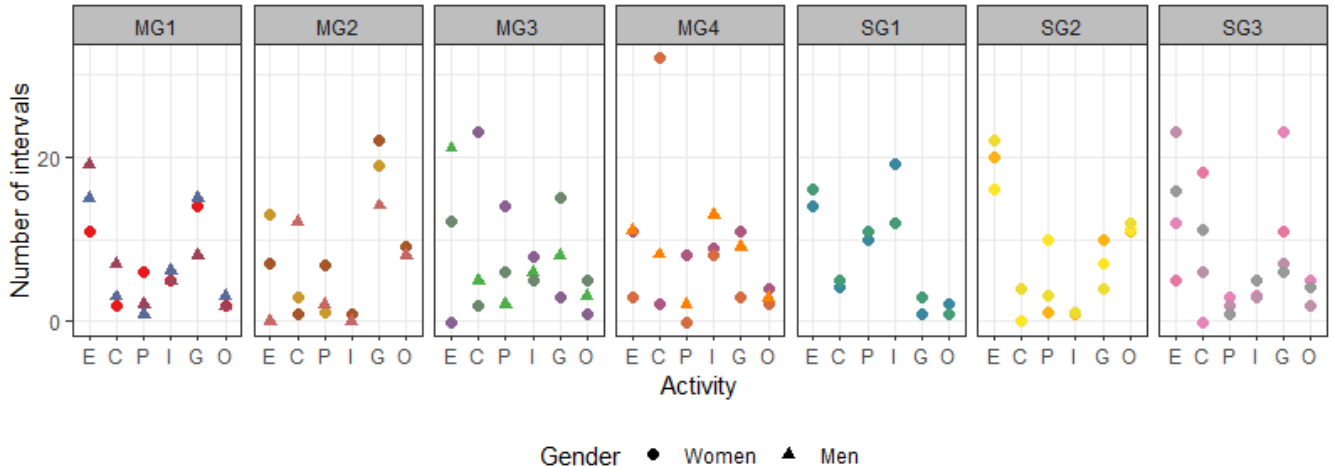 MG1 MG2 MG3 MG4 SG1 SG2 SG3
Number of intervals
20
0
E C P I G O E C P I G O E C P I G O E C P I G O E C P I G O E C P I G O E C P I G O
Activity
Gender Women Men